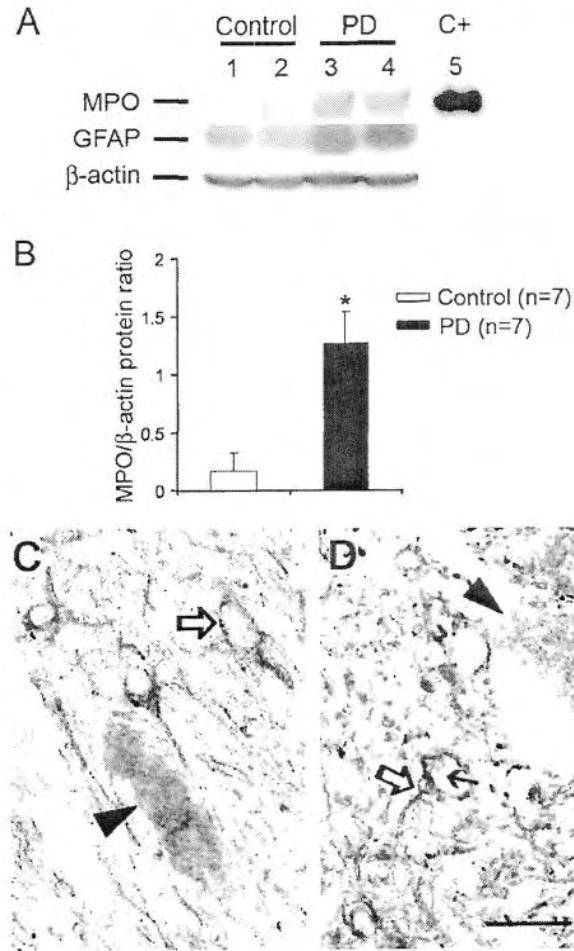 A
Control PD C+
1 2 3 4 5
MPO
GFAP
β-actin
B
MPO/β-actin protein ratio
2
1.5
1
0.5
0
*
Control (n=7)
PD (n=7)
C
D